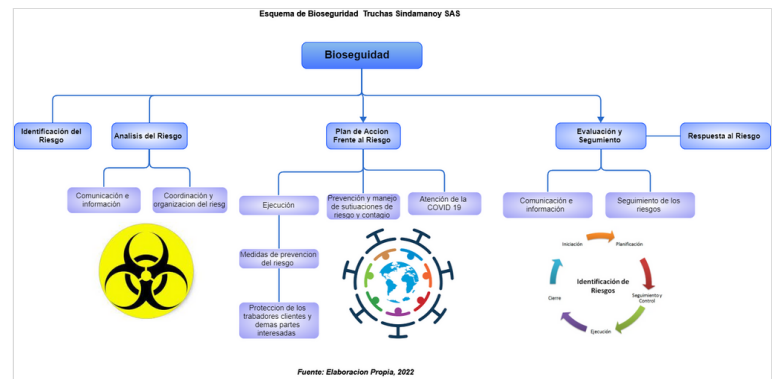 Esquema de Bioseguridad Truchas Sindamanoy SAS
Bioseguidad
Identificación del
Riesgo
Analisis del Riesgo
Plan de Accion
Frente al Riesgo
Evaluación y
Segumiento
Respuesta al Riesgo
Comunicación e
información
Coordinación y
organizacion del riesg
Ejecución
Prevención y manejo
de sutuaciones de
riesgo y contagio
Atención de la
COVID 19
Comunicación e
información
Seguimiento de los
riesgos
Medidas de prevencion
del riesgo
Proteccion de los
trabadores clientes y
demas partes
interesadas
Iniciación
Planificación
Identificación de
Riesgos
Seguimiento y
Control
Cierre
Ejecución
Fuente: Elaboracion Propia, 2022